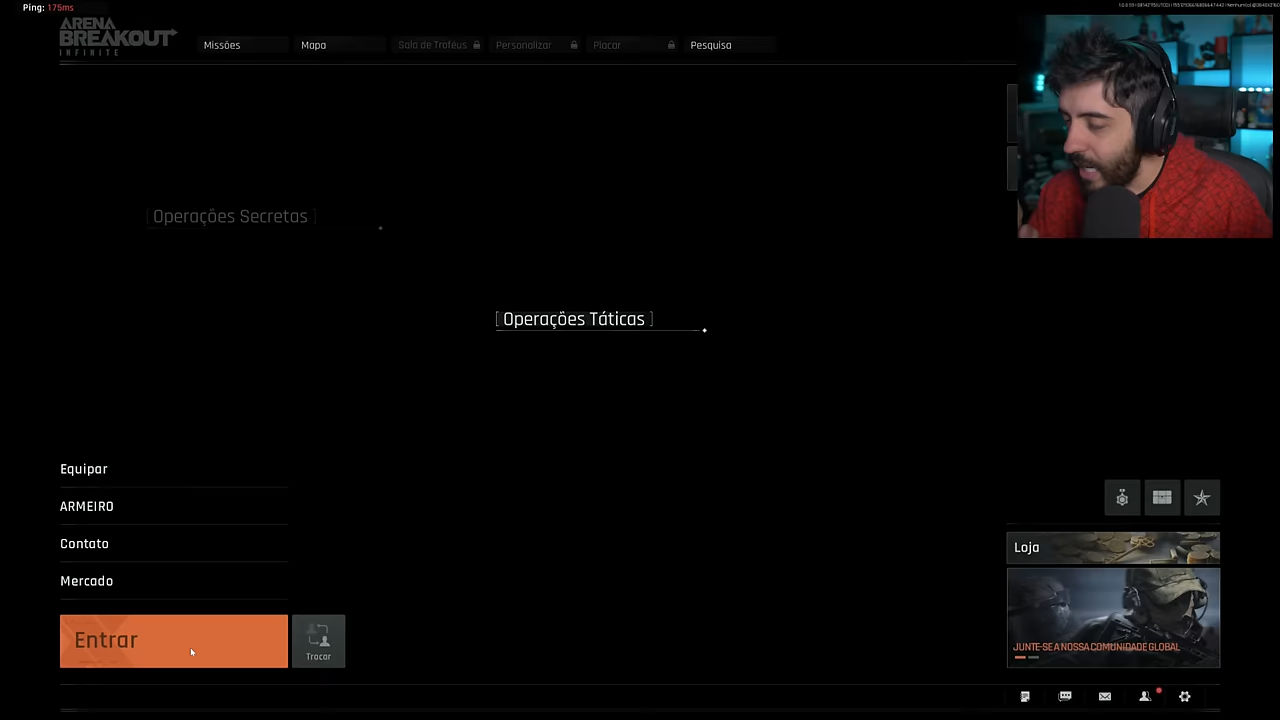 Ping: 175ms
ARENA
BREAKOUT
INFINITE
Missões
Mapa
Sala de Troféus
Personalizar
Placar
Pesquisa
Operações Secretas
Operações Táticas
Equipar
ARMEIRO
Contato
Mercado
Entrar
Trocar
Loja
JUNTE-SE A NOSSA COMUNIDADE GLOBAL